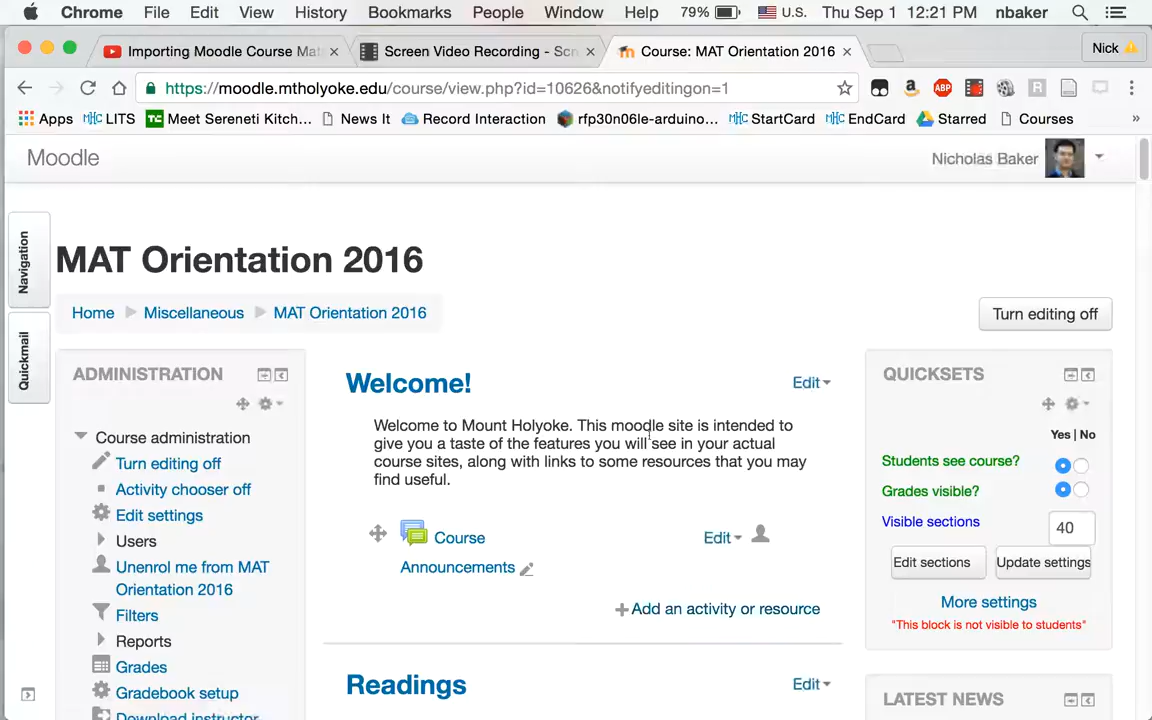 Chrome File Edit View History Bookmarks People Window Help 79% U.S. Thu Sep 1 12:21 PM nbaker
Importing Moodle Course Mat × Screen Video Recording - Scr × Course: MAT Orientation 2016 × Nick
https://moodle.mtholyoke.edu/course/view.php?id=10626&notifyeditingon=1
Apps MHC LITS TC Meet Sereneti Kitch... News It Record Interaction rfp30n06le-arduino... MHC StartCard MHC EndCard Starred Courses »
Moodle
Nicholas Baker
Navigation
Quickmail
MAT Orientation 2016
Home Miscellaneous MAT Orientation 2016
Turn editing off
ADMINISTRATION
Course administration
Turn editing off
Activity chooser off
Edit settings
Users
Unenrol me from MAT
Orientation 2016
Filters
Reports
Grades
Gradebook setup
Download instructor
Welcome!
Edit
Welcome to Mount Holyoke. This moodle site is intended to
give you a taste of the features you will see in your actual
course sites, along with links to some resources that you may
find useful.
Course
Announcements
Edit
Add an activity or resource
Readings
Edit
QUICKSETS
Yes | No
Students see course?
Grades visible?
Visible sections 40
Edit sections Update settings
More settings
"This block is not visible to students"
LATEST NEWS